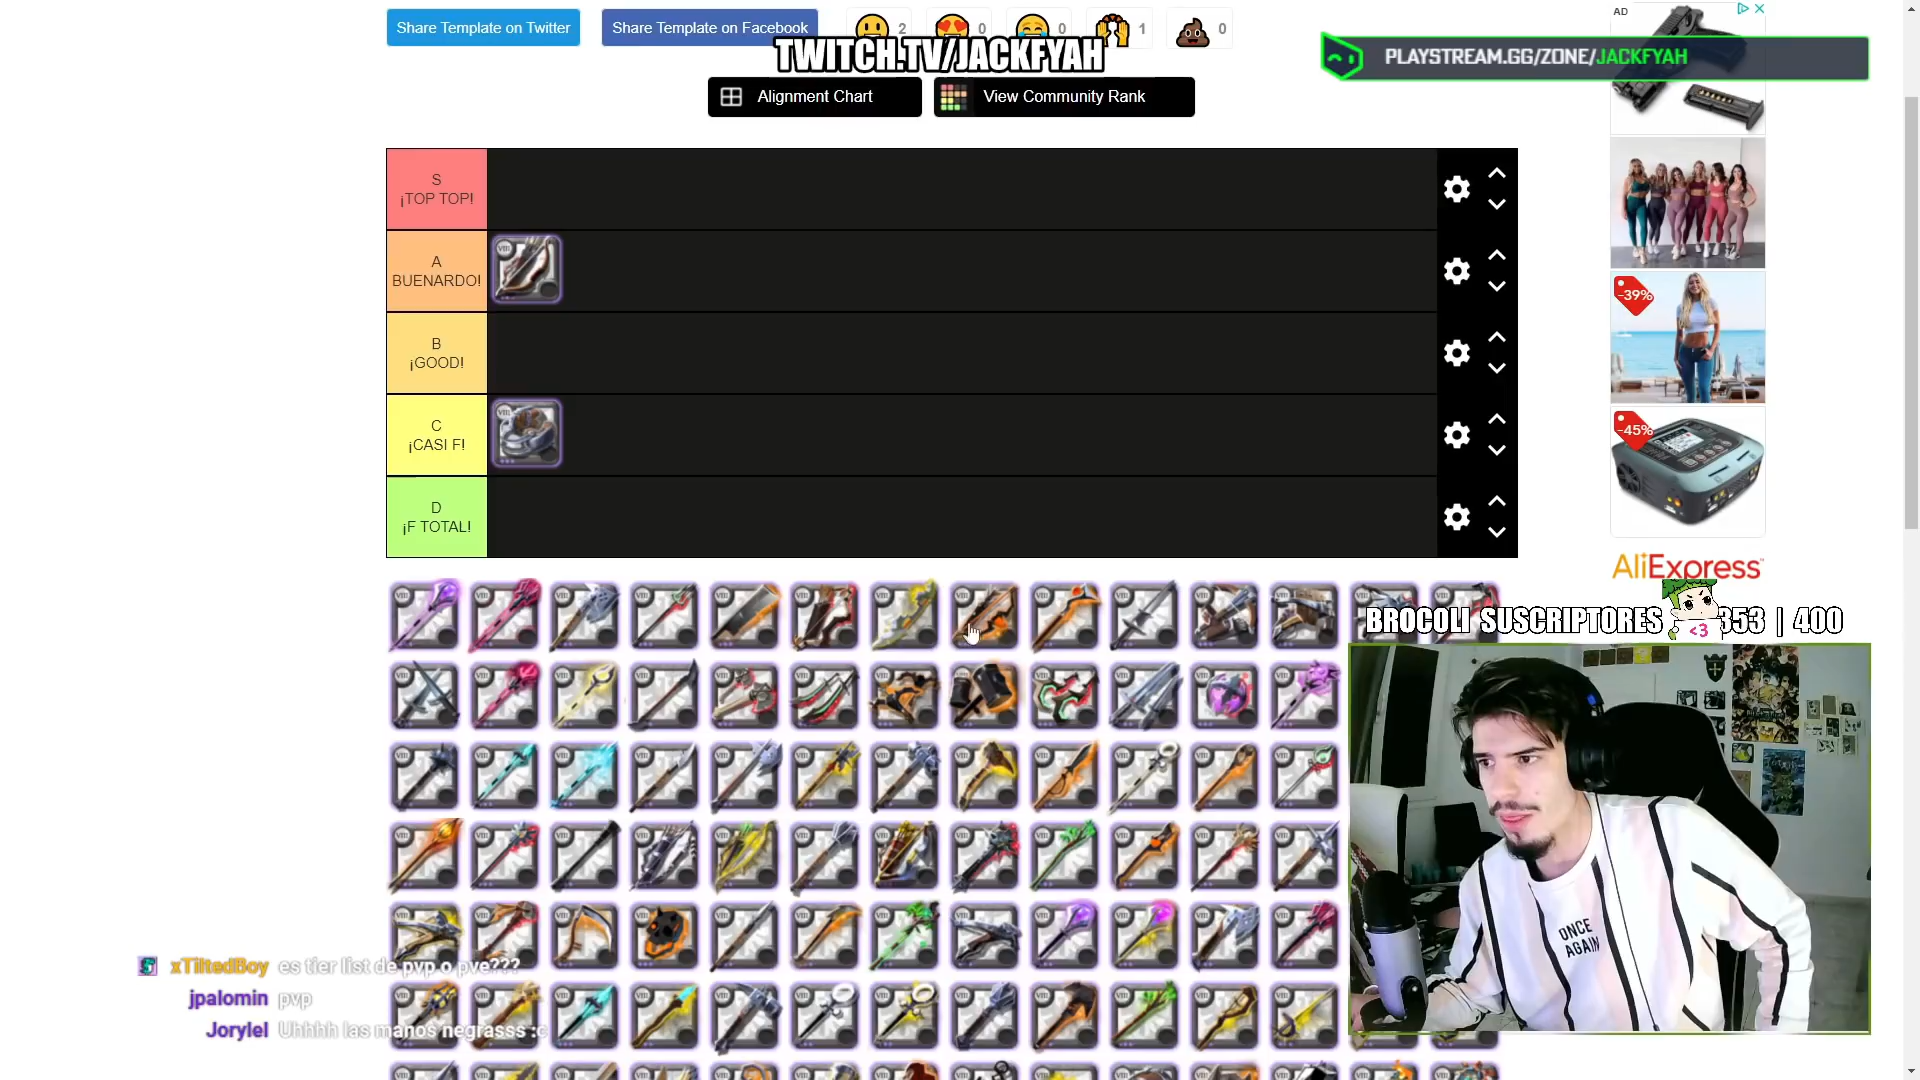 Share Template on Twitter
Share Template on Facebook
2
0
0
1
0
TWITCH.TV/JACKFYAH
AD
PLAYSTREAM.GG/ZONE/JACKFYAH
Alignment Chart
View Community Rank
S
¡TOP TOP!
A
BUENARDO!
B
¡GOOD!
C
¡CASI F!
D
¡F TOTAL!
-39%
-45%
AliExpress
BROCOLI SUSCRIPTORES 353 | 400
<3
ONCE
AGAIN
xTiltedBoy es tier list de pvp o pve???
jpalomin pvp
Jorylel Uhhhh las manos negrasss :c